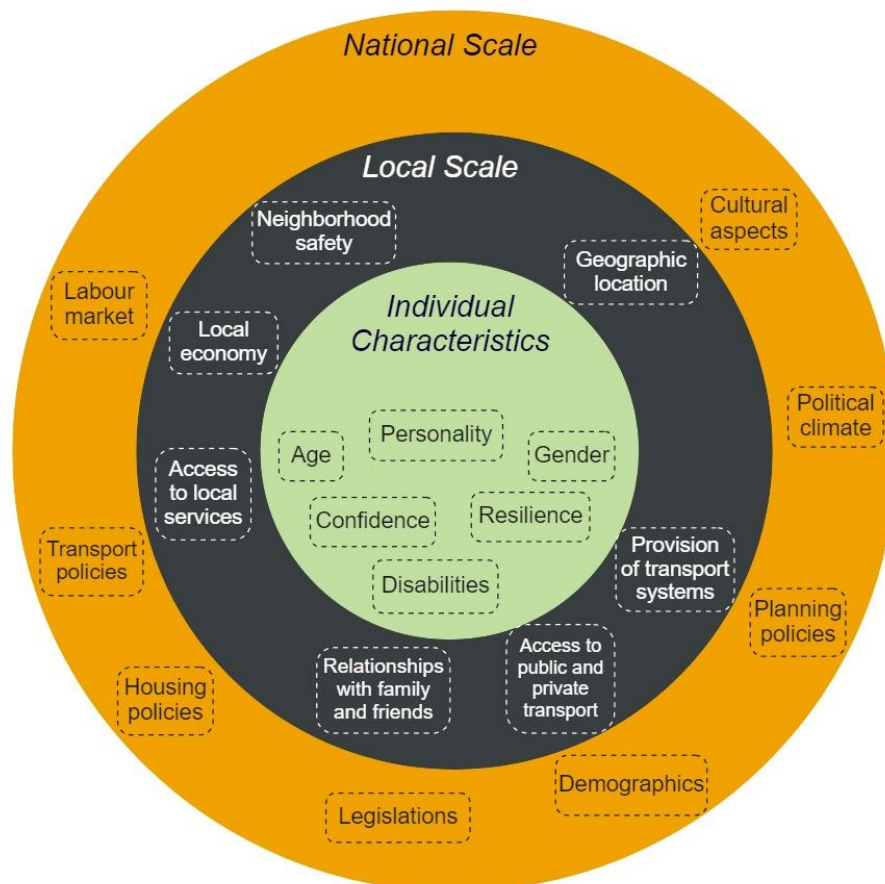 National Scale
Local Scale
Neighborhood
safety
Cultural
aspects
Geographic
location
Labour
market
Local
economy
Individual
Characteristics
Political
climate
Personality
Age
Gender
Access
to local
services
Confidence
Resilience
Transport
policies
Provision
of transport
systems
Disabilities
Planning
policies
Relationships
with family
and friends
Access to
public and
private
transport
Housing
policies
Demographics
Legislations